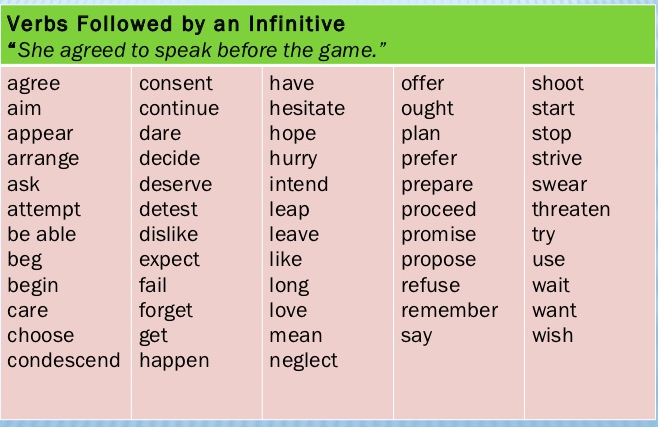 Verbs Followed by an Infinitive
“She agreed to speak before the game.”
agree
aim
appear
arrange
ask
attempt
be able
beg
begin
care
choose
condescend
consent
continue
dare
decide
deserve
detest
dislike
expect
fail
forget
get
happen
have
hesitate
hope
hurry
intend
leap
leave
like
long
love
mean
neglect
offer
ought
plan
prefer
prepare
proceed
promise
propose
refuse
remember
say
shoot
start
stop
strive
swear
threaten
try
use
wait
want
wish